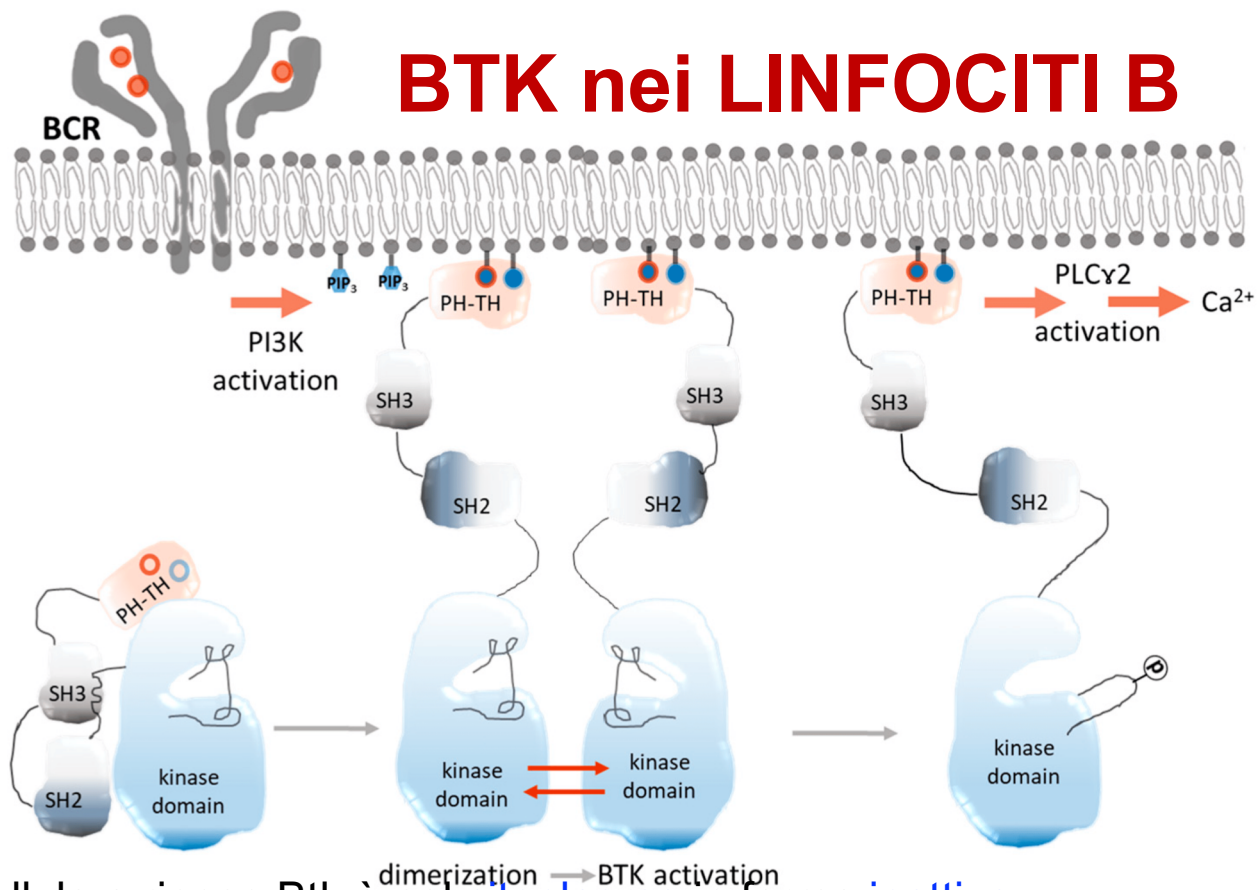 BTK nei LINFOCITI B
BCR
PIP3
PIP3
PI3K
activation
PH-TH
PH-TH
PH-TH
PLCɣ2
activation
Ca²⁺
SH3
SH3
SH3
SH2
SH2
SH2
PH-TH
SH3
SH2
kinase
domain
kinase
domain
kinase
domain
kinase
domain
P
dimerization
BTK activation